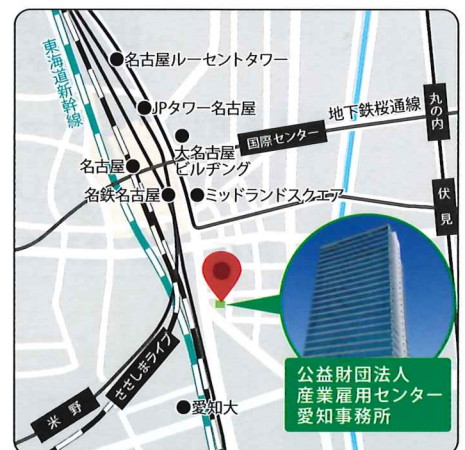 東海道新幹線
名古屋ルーセントタワー
JPタワー名古屋
地下鉄桜通線
丸の内
国際センター
大名古屋
ビルヂング
名古屋
名鉄名古屋
ミッドランドスクエア
伏見
ささしまライブ
米野
愛知大
公益財団法人
産業雇用センター
愛知事務所